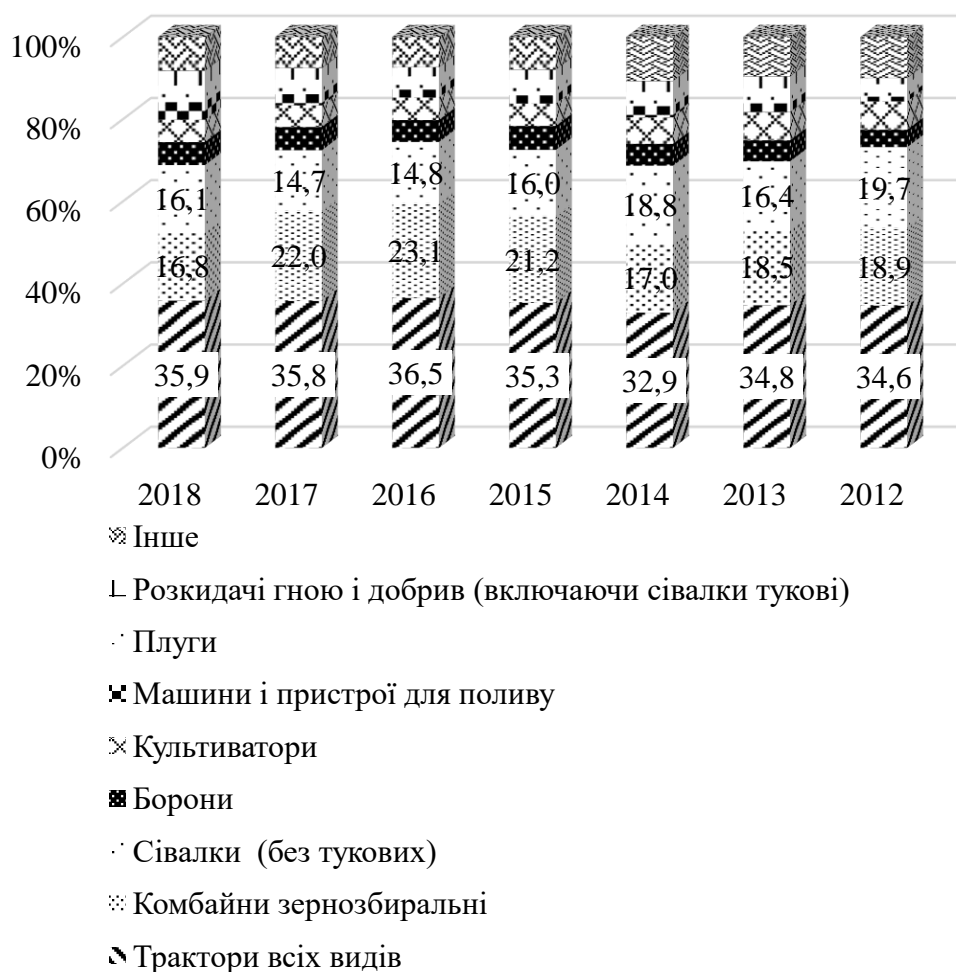 100%
80%
60%
40%
20%
0%
16,1 14,7 14,8 16,0 18,8 16,4 19,7
16,8 22,0 23,1 21,2 17,0 18,5 18,9
35,9 35,8 36,5 35,3 32,9 34,8 34,6
2018 2017 2016 2015 2014 2013 2012
Інше
Розкидачі гною і добрив (включаючи сівалки тукові)
Плуги
Машини і пристрої для поливу
Культиватори
Борони
Сівалки (без тукових)
Комбайни зернозбиральні
Трактори всіх видів